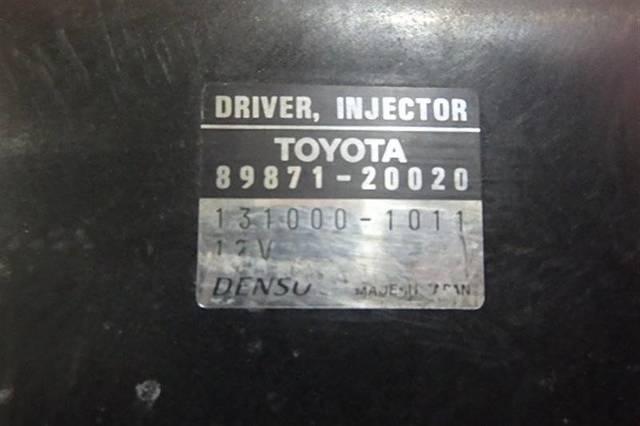 DRIVER, INJECTOR
TOYOTA
89871-20020
131000-1011
12V
DENSO MADE IN JAPAN